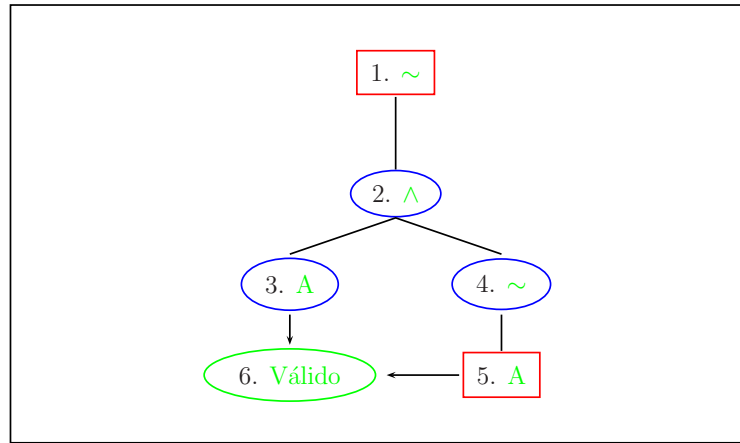 1. ∼
2. ∧
3. A
4. ∼
6. Válido
5. A